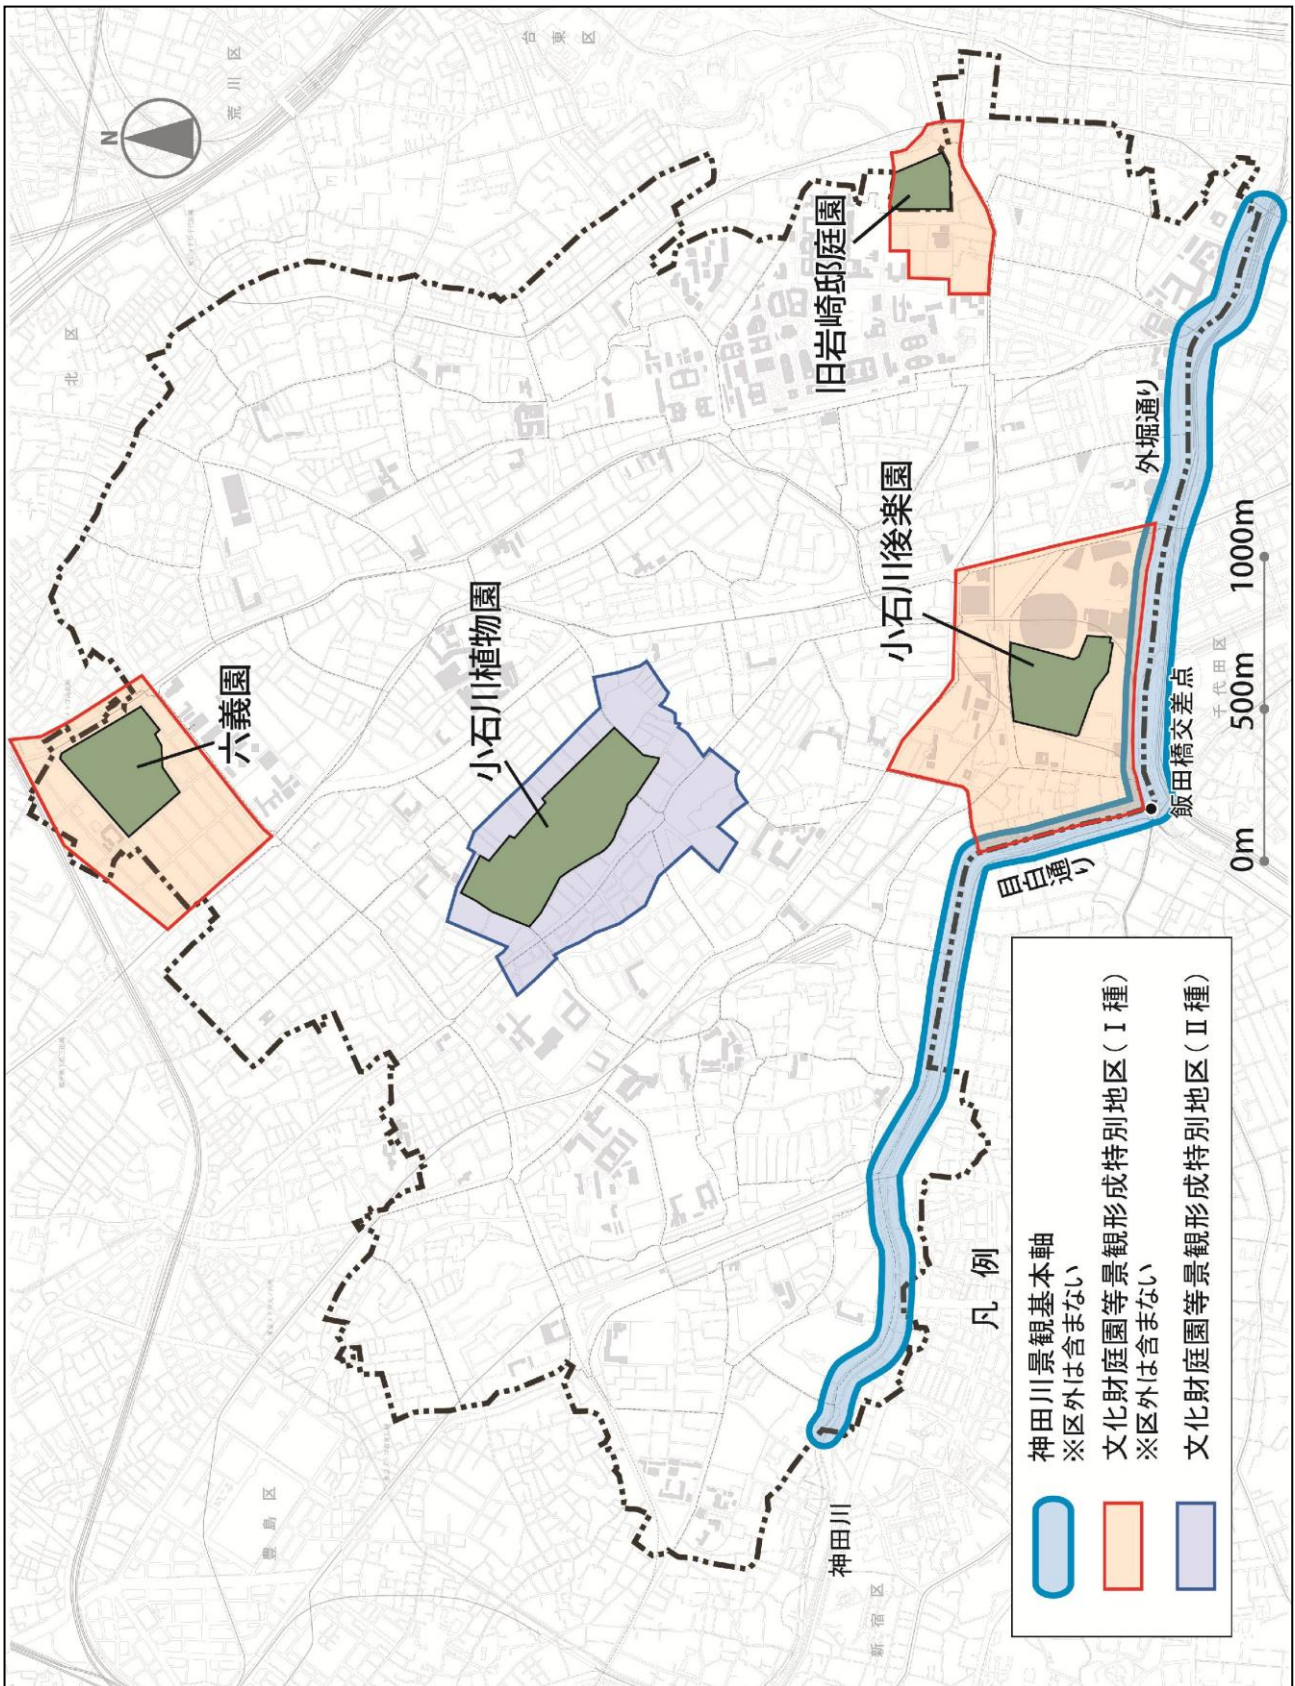 N
荒川区
台東区
北区
六義園
小石川植物園
旧岩崎邸庭園
小石川後楽園
外堀通り
目白通り
飯田橋交差点
千代田区
豊島区
神田川
新宿区
0m 500m 1000m
凡例
神田川景観基本軸
※区外は含まない
文化財庭園等景観形成特別地区(Ⅰ種)
※区外は含まない
文化財庭園等景観形成特別地区(Ⅱ種)